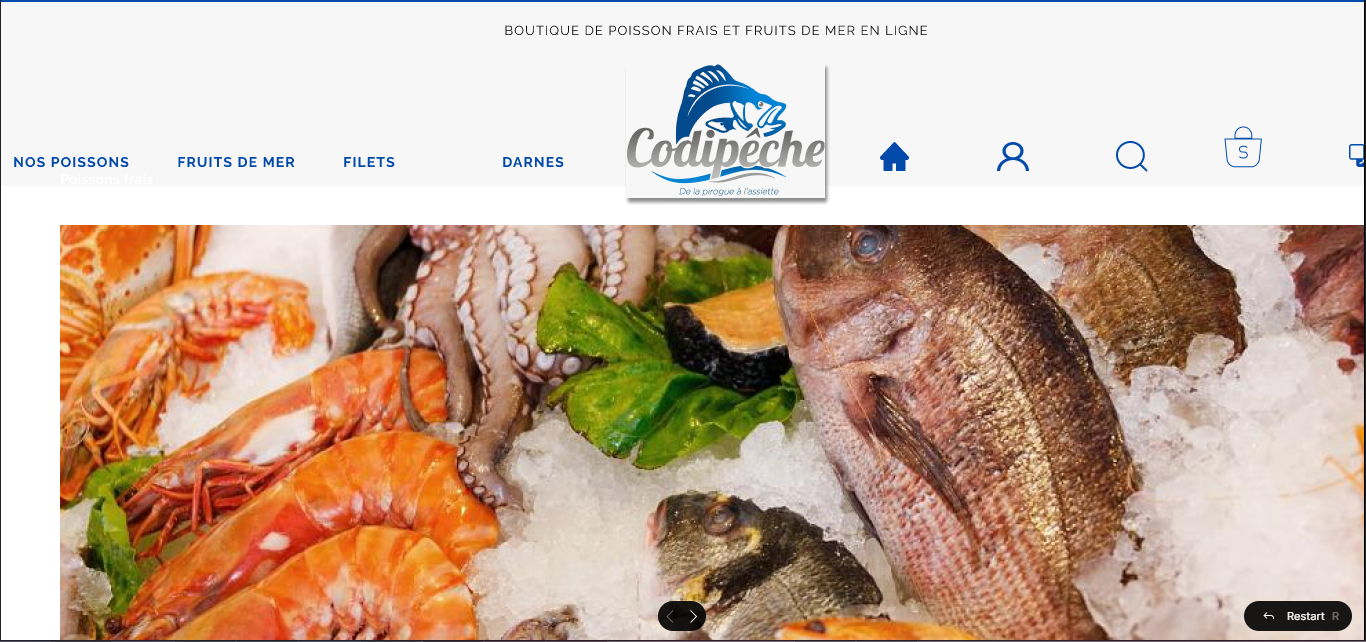 BOUTIQUE DE POISSON FRAIS ET FRUITS DE MER EN LIGNE
NOS POISSONS
FRUITS DE MER
FILETS
DARNES
Codipêche
De la pirogue à l'assiette
S
Poissons frais
Restart R